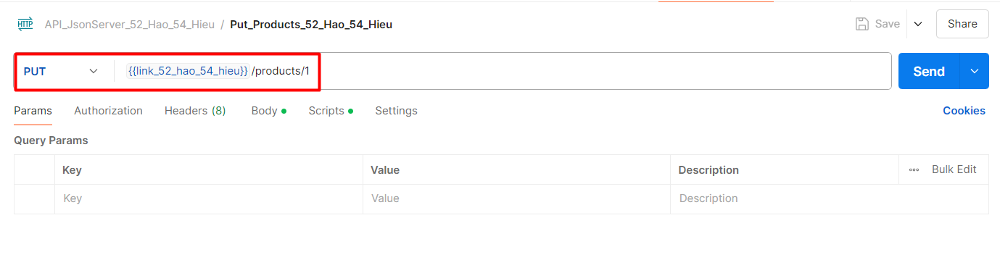 HTTP API_JsonServer_52_Hao_54_Hieu / Put_Products_52_Hao_54_Hieu Save Share
PUT {{link_52_hao_54_hieu}} /products/1 Send
Params Authorization Headers (8) Body Scripts Settings Cookies
Query Params
Key Value Description Bulk Edit
Key Value Description